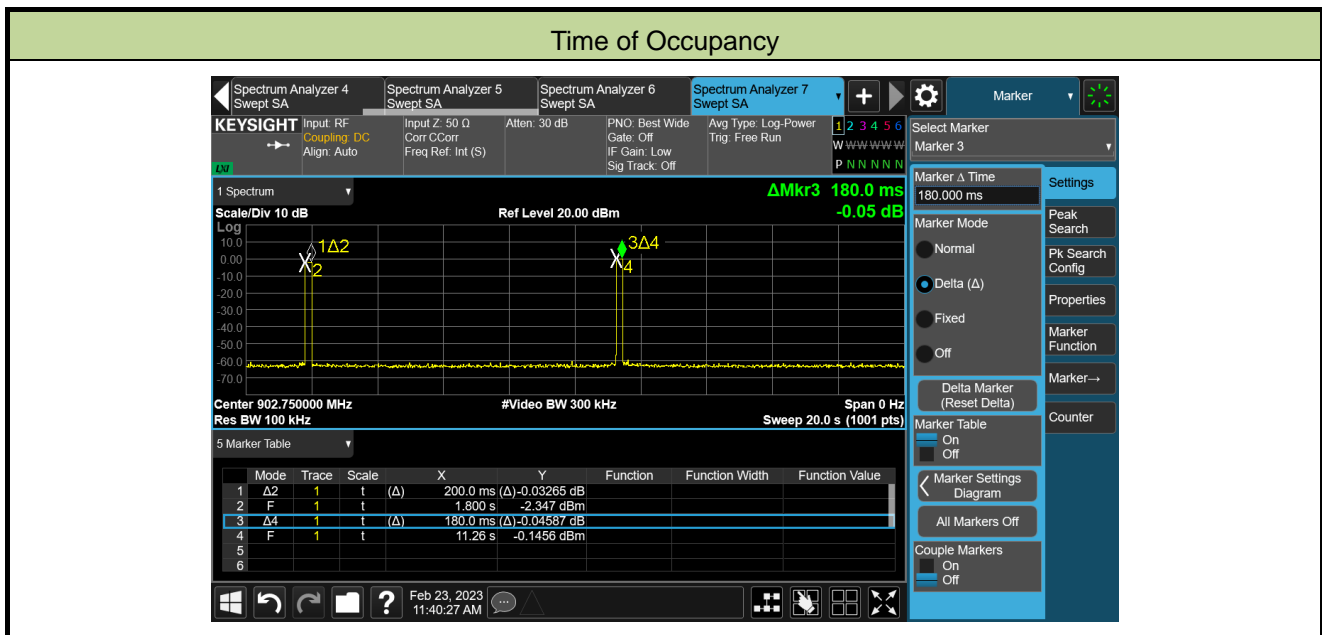 Time of Occupancy
Spectrum Analyzer 4
Swept SA
Spectrum Analyzer 5
Swept SA
Spectrum Analyzer 6
Swept SA
Spectrum Analyzer 7
Swept SA
+
Marker
KEYSIGHT
LXI
Input: RF
Coupling: DC
Align: Auto
Input Z: 50 Ω
Corr CCorr
Freq Ref: Int (S)
Atten: 30 dB
PNO: Best Wide
Gate: Off
IF Gain: Low
Sig Track: Off
Avg Type: Log-Power
Trig: Free Run
1 2 3 4 5 6
W W W W W W
P N N N N N
Select Marker
Marker 3
1 Spectrum
ΔMkr3 180.0 ms
-0.05 dB
Scale/Div 10 dB
Ref Level 20.00 dBm
Log
10.0
0.00
-10.0
-20.0
-30.0
-40.0
-50.0
-60.0
-70.0
1Δ2
X2
3Δ4
X4
Center 902.750000 MHz
#Video BW 300 kHz
Span 0 Hz
Res BW 100 kHz
Sweep 20.0 s (1001 pts)
5 Marker Table
Mode Trace Scale X Y Function Function Width Function Value
1 Δ2 1 t (Δ) 200.0 ms (Δ)-0.03265 dB
2 F 1 t 1.800 s -2.347 dBm
3 Δ4 1 t (Δ) 180.0 ms (Δ)-0.04587 dB
4 F 1 t 11.26 s -0.1456 dBm
5
6
Marker Δ Time
180.000 ms
Marker Mode
Normal
Delta (Δ)
Fixed
Off
Delta Marker
(Reset Delta)
Marker Table
On
Off
Marker Settings
Diagram
All Markers Off
Couple Markers
On
Off
Settings
Peak
Search
Pk Search
Config
Properties
Marker
Function
Marker→
Counter
?
Feb 23, 2023
11:40:27 AM